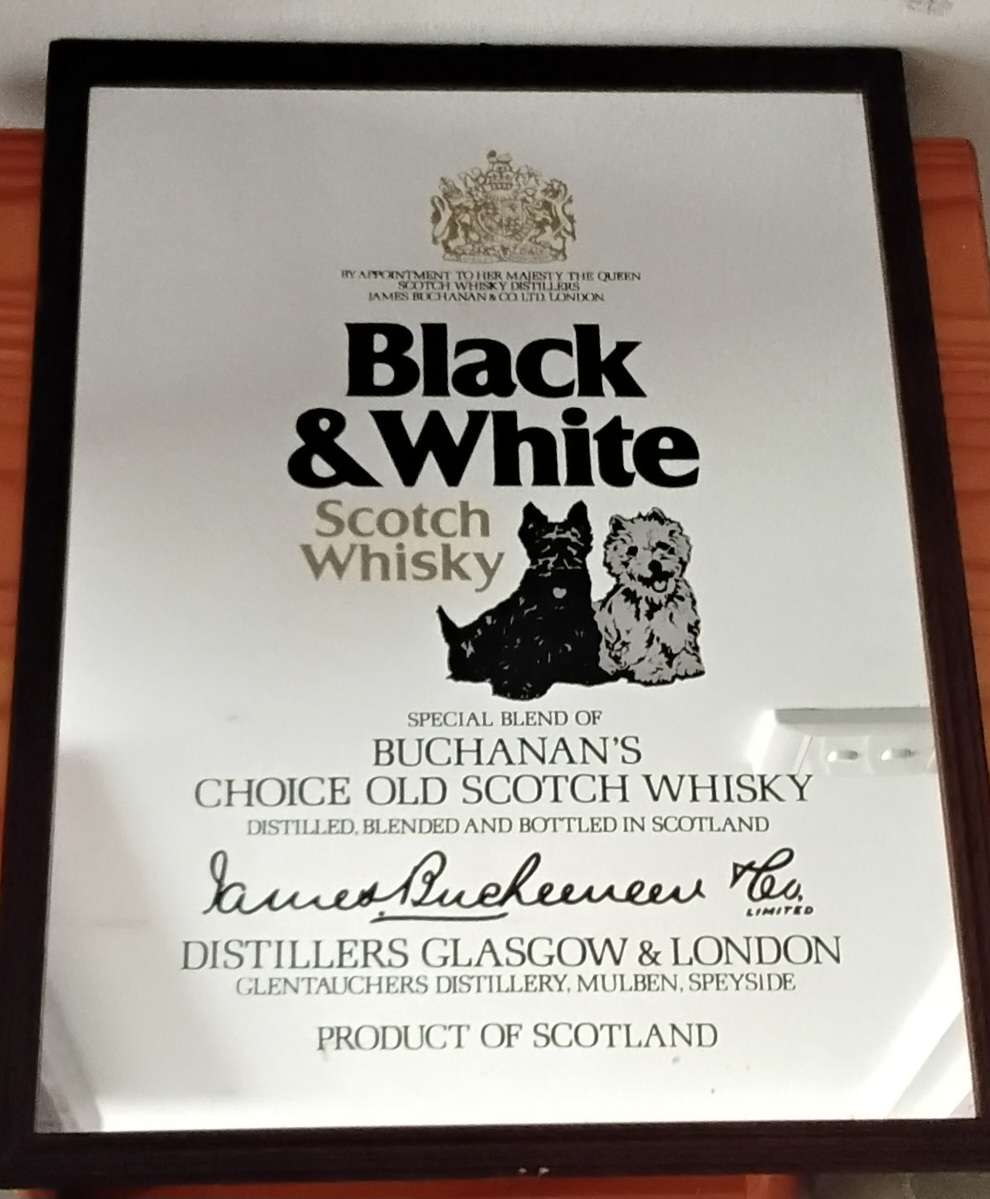 BY APPOINTMENT TO HER MAJESTY THE QUEEN
SCOTCH WHISKY DISTILLERS
JAMES BUCHANAN & CO. LTD. LONDON
Black
& White
Scotch
Whisky
SPECIAL BLEND OF
BUCHANAN'S
CHOICE OLD SCOTCH WHISKY
DISTILLED, BLENDED AND BOTTLED IN SCOTLAND
James Buchanan & Co.
LIMITED
DISTILLERS GLASGOW & LONDON
GLENTAUCHERS DISTILLERY, MULBEN, SPEYSIDE
PRODUCT OF SCOTLAND